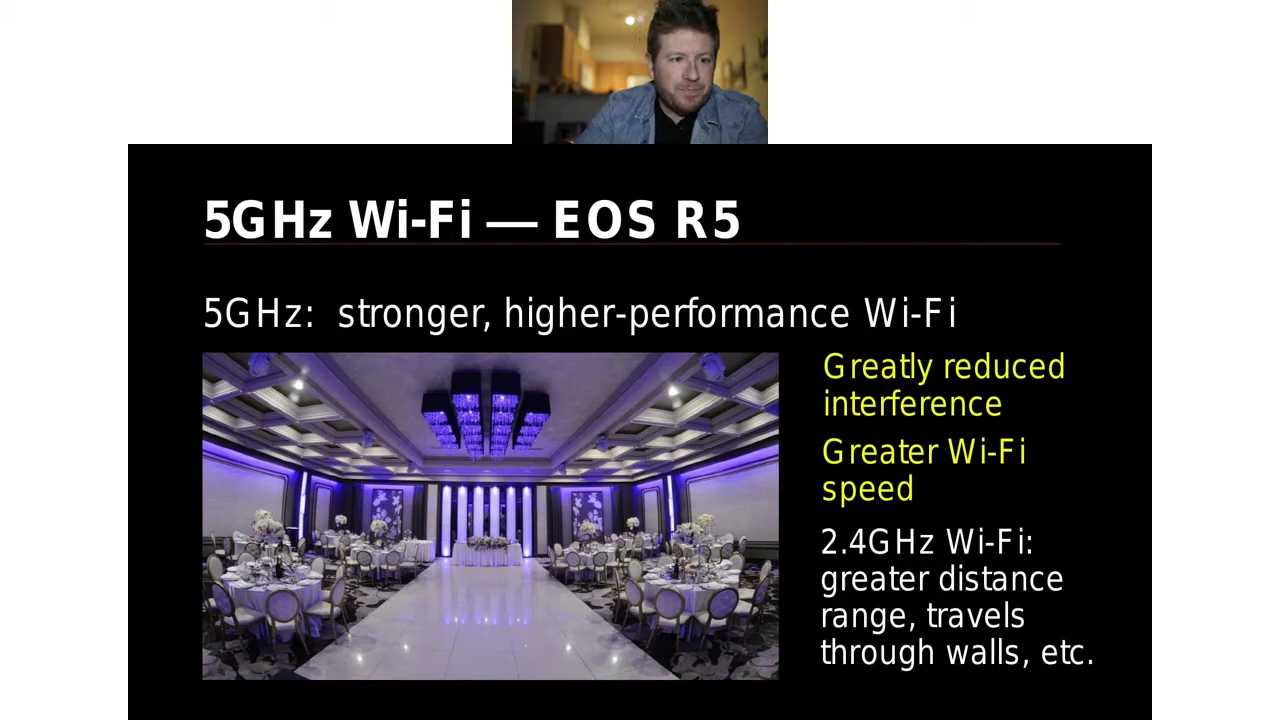 5GHz Wi-Fi — EOS R5
5GHz: stronger, higher-performance Wi-Fi
Greatly reduced
interference
Greater Wi-Fi
speed
2.4GHz Wi-Fi:
greater distance
range, travels
through walls, etc.